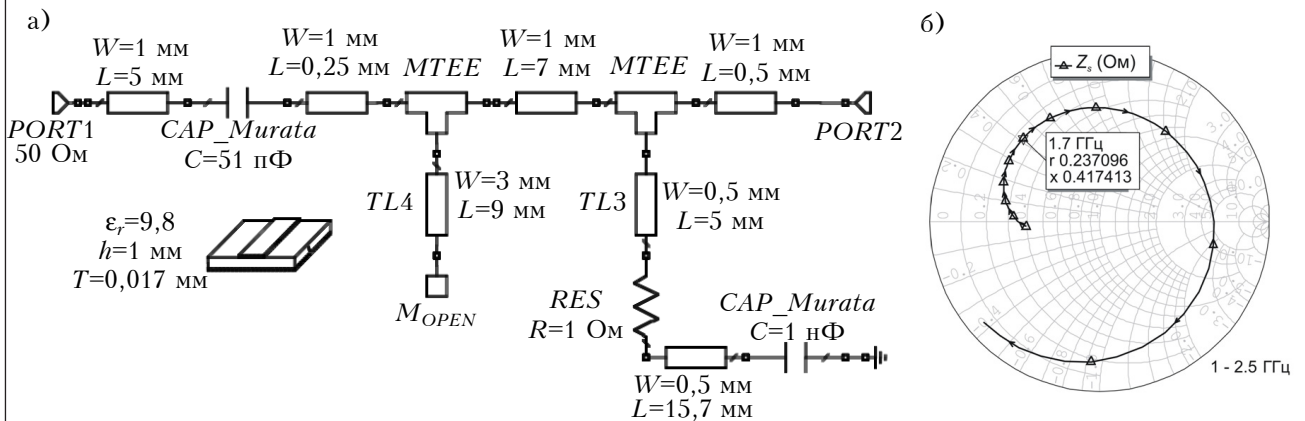 а)
W=1 мм
L=5 мм
W=1 мм
L=0,25 мм
MTEE
W=1 мм
L=7 мм
MTEE
W=1 мм
L=0,5 мм
PORT1
50 Ом
CAP_Murata
C=51 пФ
PORT2
TL4
W=3 мм
L=9 мм
TL3
W=0,5 мм
L=5 мм
εr=9,8
h=1 мм
T=0,017 мм
MOPEN
RES
R=1 Ом
CAP_Murata
C=1 нФ
W=0,5 мм
L=15,7 мм
б)
Zs (Ом)
1.7 ГГц
r 0.237096
x 0.417413
1 - 2.5 ГГц